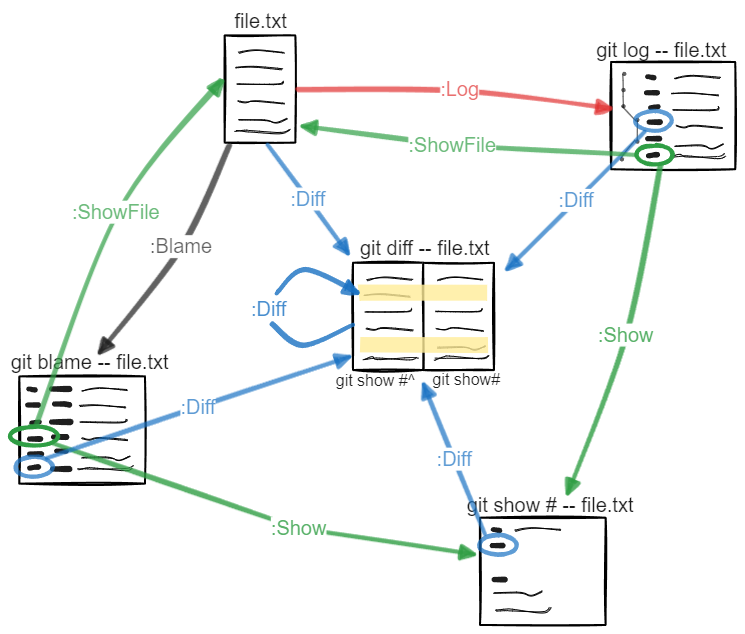 file.txt
git log -- file.txt
:Log
:ShowFile
:Diff
:Diff
:ShowFile
:Blame
git diff -- file.txt
:Diff
:Show
git blame -- file.txt
git show #^
git show#
:Diff
:Diff
git show # -- file.txt
:Show